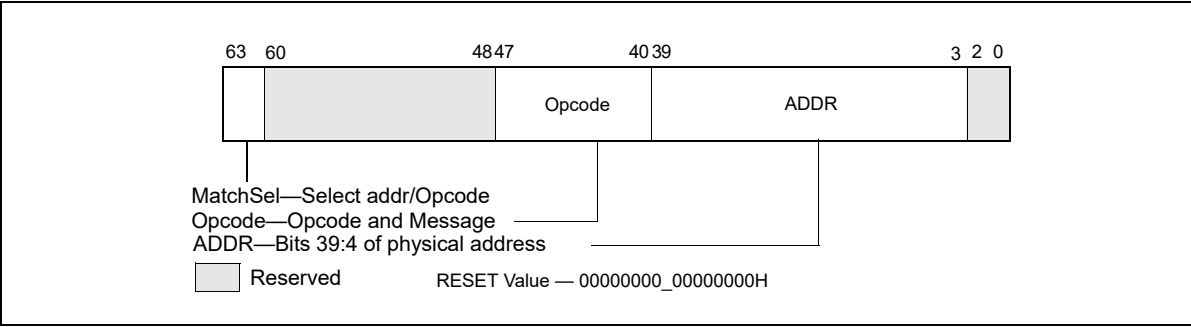 63 60 48 47 40 39 3 2 0
Opcode ADDR
MatchSel—Select addr/Opcode
Opcode—Opcode and Message
ADDR—Bits 39:4 of physical address
Reserved RESET Value — 00000000_00000000H